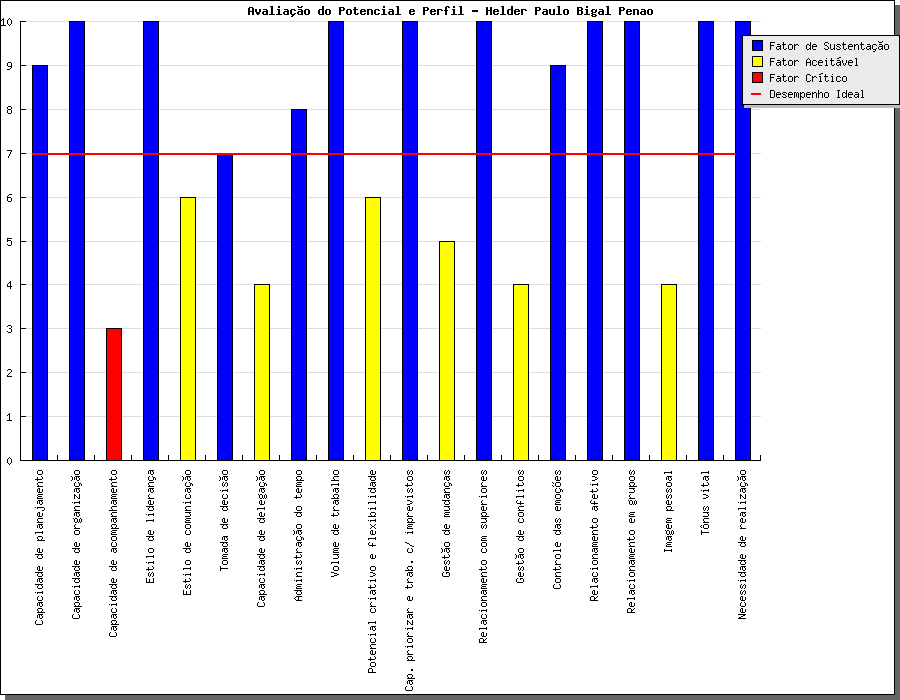 Avaliação do Potencial e Perfil - Helder Paulo Bigal Penao
10
9
8
7
6
5
4
3
2
1
0
Fator de Sustentação
Fator Aceitável
Fator Crítico
Desempenho Ideal
Capacidade de planejamento
Capacidade de organização
Capacidade de acompanhamento
Estilo de liderança
Estilo de comunicação
Tomada de decisão
Capacidade de delegação
Administração do tempo
Volume de trabalho
Potencial criativo e flexibilidade
Cap. priorizar e trab. c/ imprevistos
Gestão de mudanças
Relacionamento com superiores
Gestão de conflitos
Controle das emoções
Relacionamento afetivo
Relacionamento em grupos
Imagem pessoal
Tônus vital
Necessidade de realização